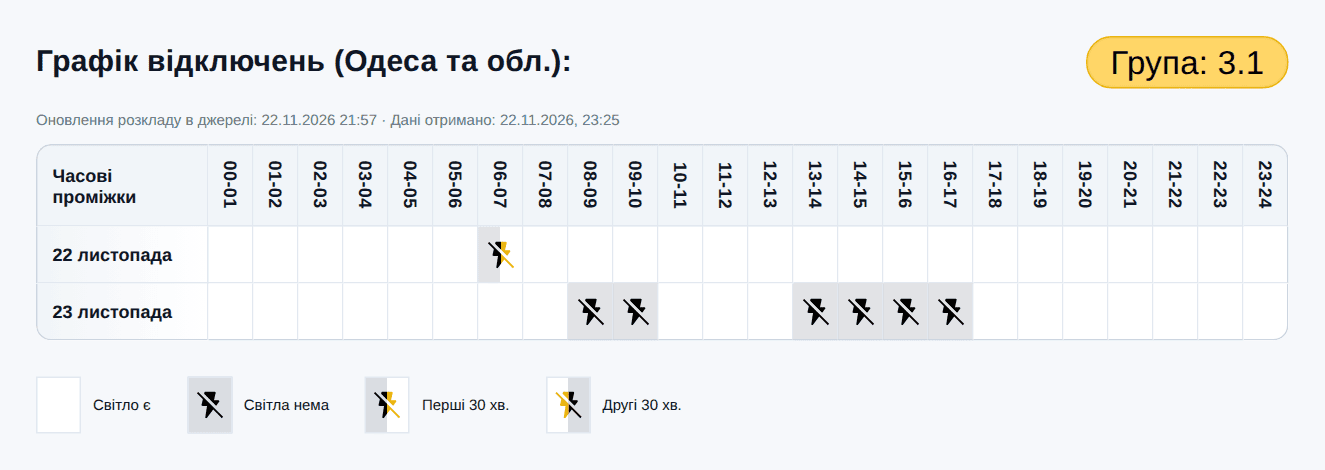 Графік відключень (Одеса та обл.):
Група: 3.1
Оновлення розкладу в джерелі: 22.11.2026 21:57 · Дані отримано: 22.11.2026, 23:25
Часові
проміжки
00-01
01-02
02-03
03-04
04-05
05-06
06-07
07-08
08-09
09-10
10-11
11-12
12-13
13-14
14-15
15-16
16-17
17-18
18-19
19-20
20-21
21-22
22-23
23-24
22 листопада
23 листопада
Світло є
Світла нема
Перші 30 хв.
Другі 30 хв.